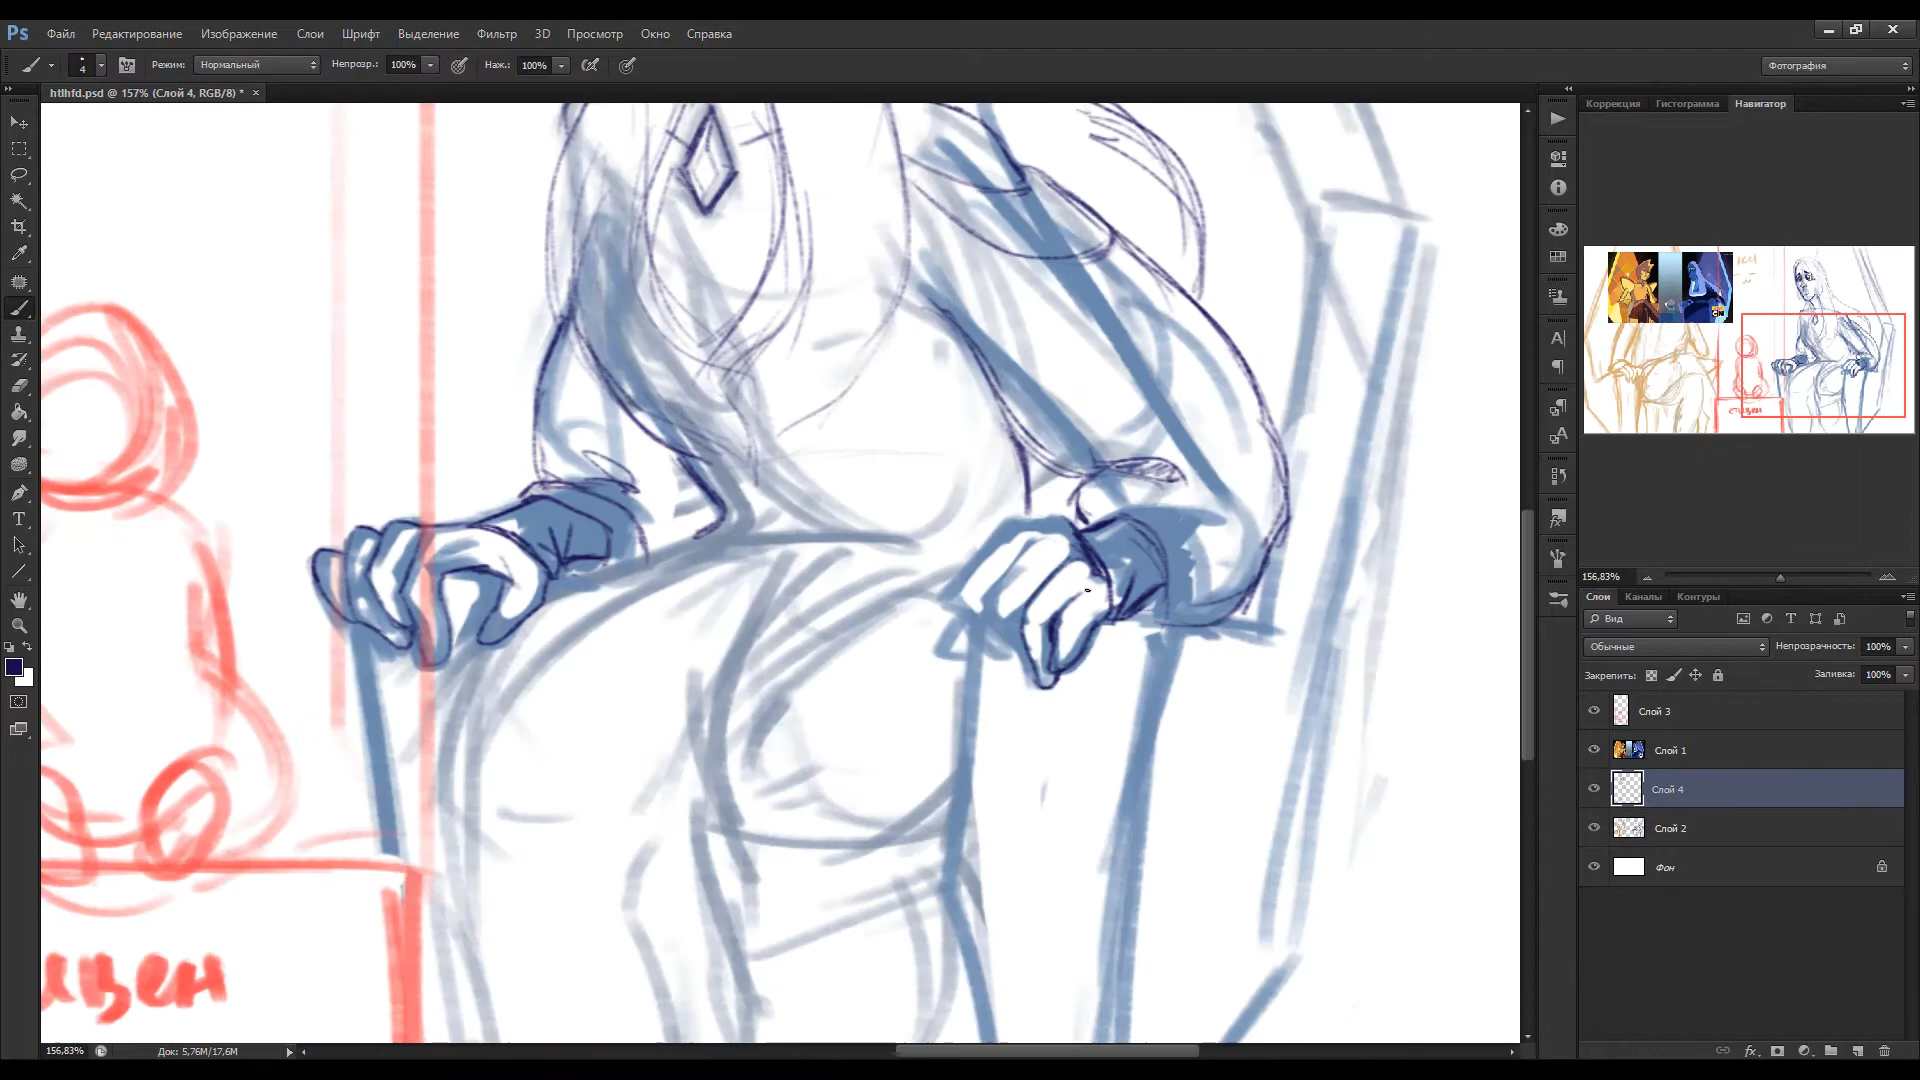 Ps Файл Редактирование Изображение Слои Шрифт Выделение Фильтр 3D Просмотр Окно Справка
4 Режим: Нормальный Непрозр.: 100% Наж.: 100% Фотография
htlhfd.psd @ 157% (Слой 4, RGB/8) *
Коррекция Гистограмма Навигатор
156,83%
Слои Каналы Контуры
Вид
Обычные Непрозрачность: 100%
Закрепить: Заливка: 100%
Слой 3
Слой 1
Слой 4
Слой 2
Фон
156,83% Док: 5,76M/17,6M